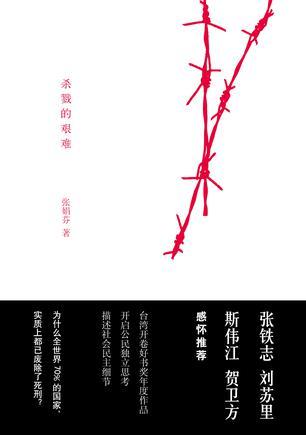 杀戮的艰难
张娟芬 著
张铁志 刘苏里
斯伟江 贺卫方
感怀推荐
台湾开卷好书奖年度作品
开启公民独立思考
描述社会民主细节
为什么全世界70%的国家，
实质上都已废除了死刑？